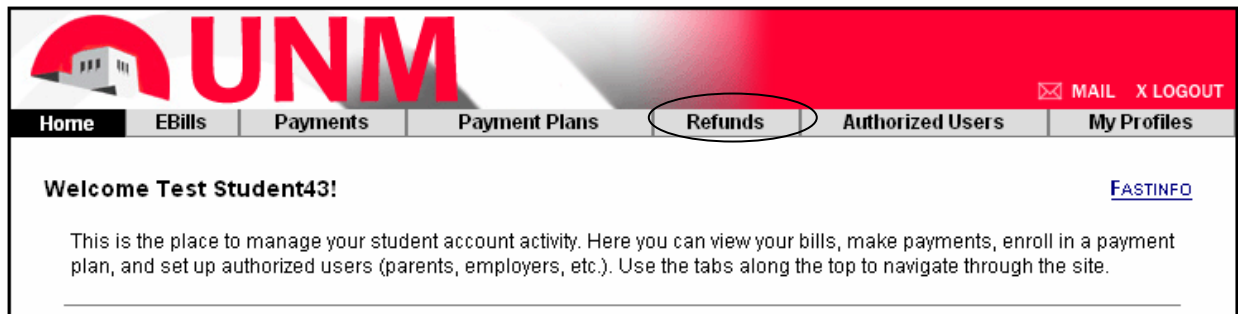 UNM
MAIL X LOGOUT
Home EBills Payments Payment Plans Refunds Authorized Users My Profiles
Welcome Test Student43! FASTINFO
This is the place to manage your student account activity. Here you can view your bills, make payments, enroll in a payment
plan, and set up authorized users (parents, employers, etc.). Use the tabs along the top to navigate through the site.